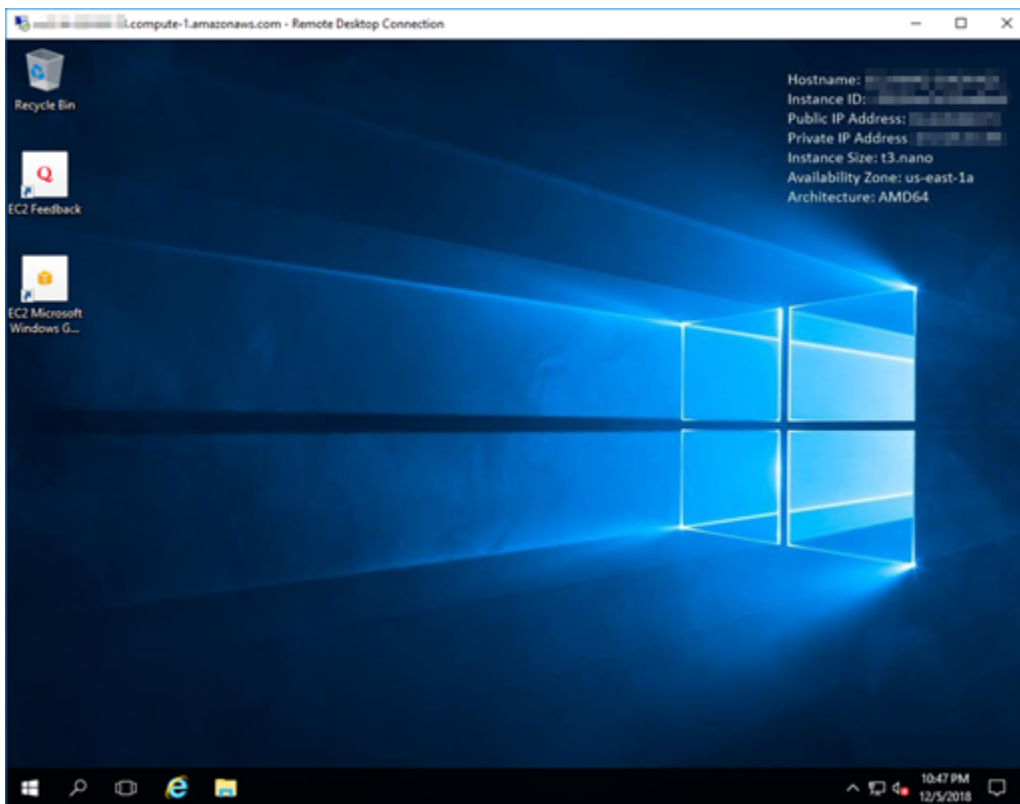 .compute-1.amazonaws.com - Remote Desktop Connection
Recycle Bin
EC2 Feedback
EC2 Microsoft
Windows G...
Hostname:
Instance ID:
Public IP Address:
Private IP Address
Instance Size: t3.nano
Availability Zone: us-east-1a
Architecture: AMD64
10:47 PM
12/5/2018